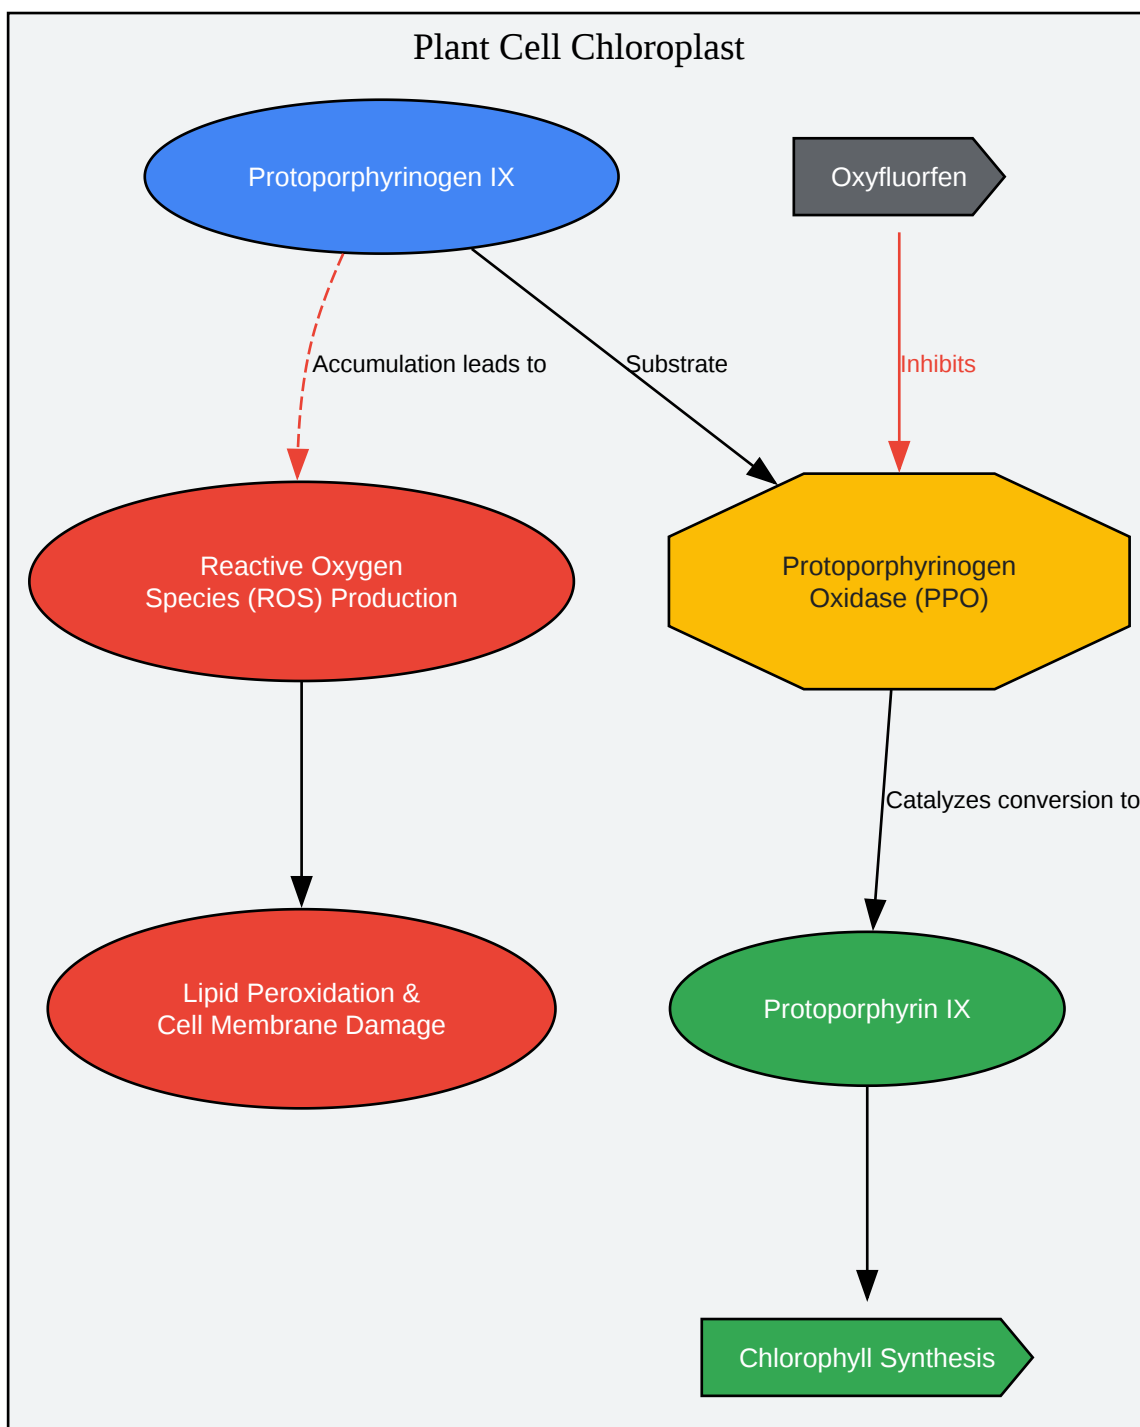 Plant Cell Chloroplast
Protoporphyrinogen IX
Oxyfluorfen
Accumulation leads to
Substrate
Inhibits
Reactive Oxygen
Species (ROS) Production
Protoporphyrinogen
Oxidase (PPO)
Catalyzes conversion to
Lipid Peroxidation &
Cell Membrane Damage
Protoporphyrin IX
Chlorophyll Synthesis